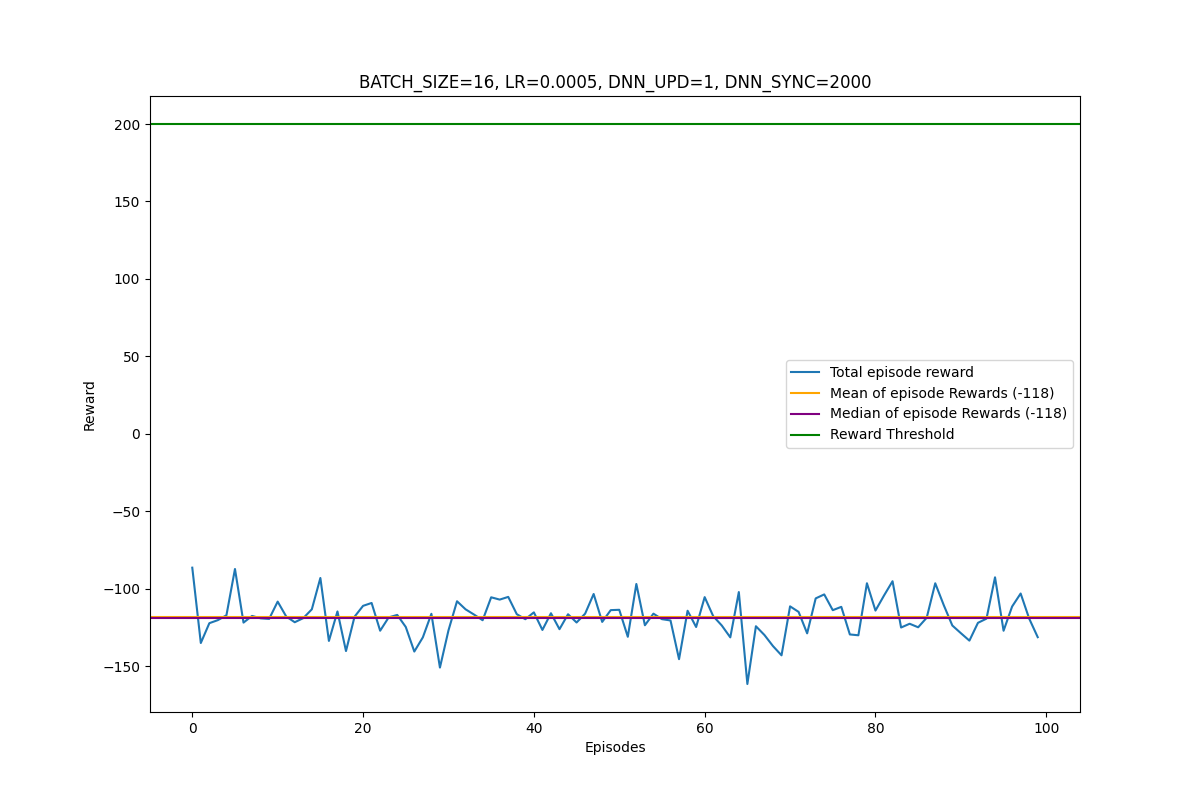 BATCH_SIZE=16, LR=0.0005, DNN_UPD=1, DNN_SYNC=2000
200
150
100
50
0
−50
−100
−150
Reward
Total episode reward
Mean of episode Rewards (-118)
Median of episode Rewards (-118)
Reward Threshold
0 20 40 60 80 100
Episodes